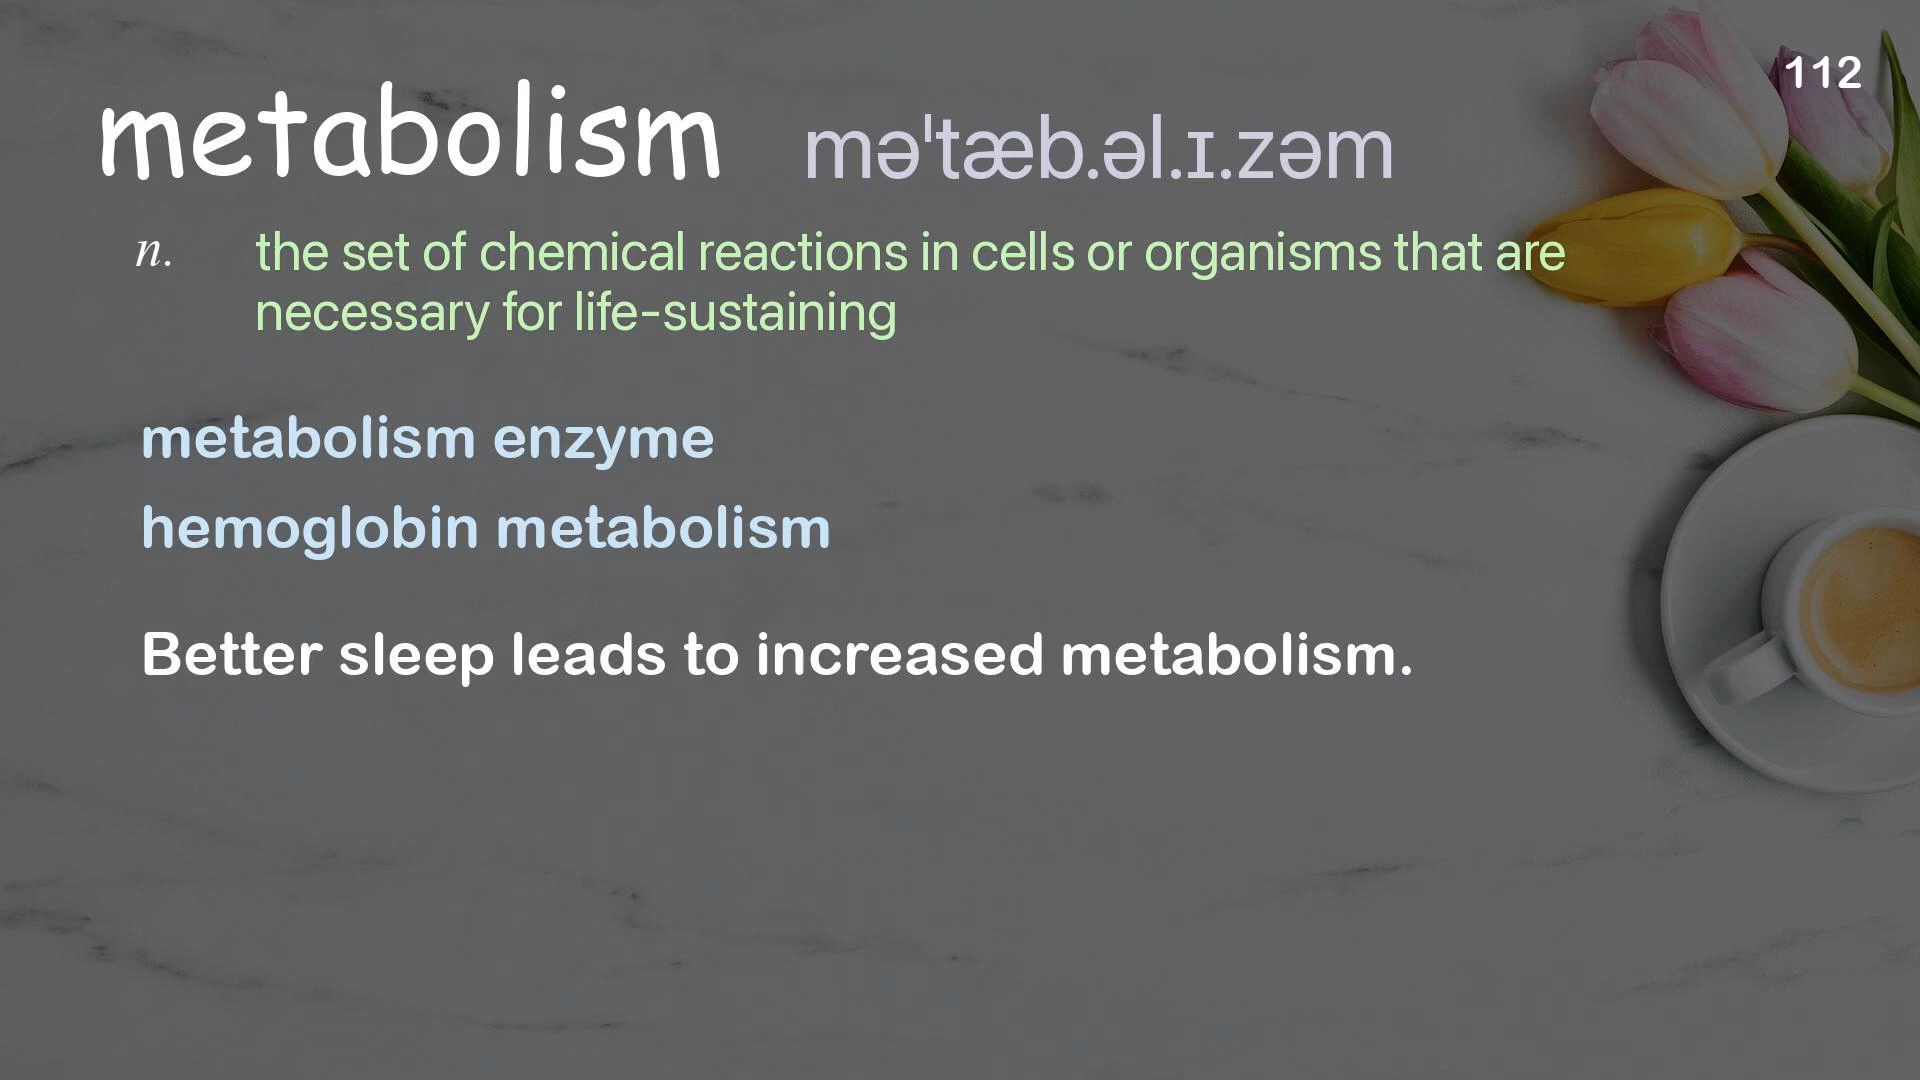 112
metabolism məˈtæb.əl.ɪ.zəm
n. the set of chemical reactions in cells or organisms that are
necessary for life-sustaining
metabolism enzyme
hemoglobin metabolism
Better sleep leads to increased metabolism.